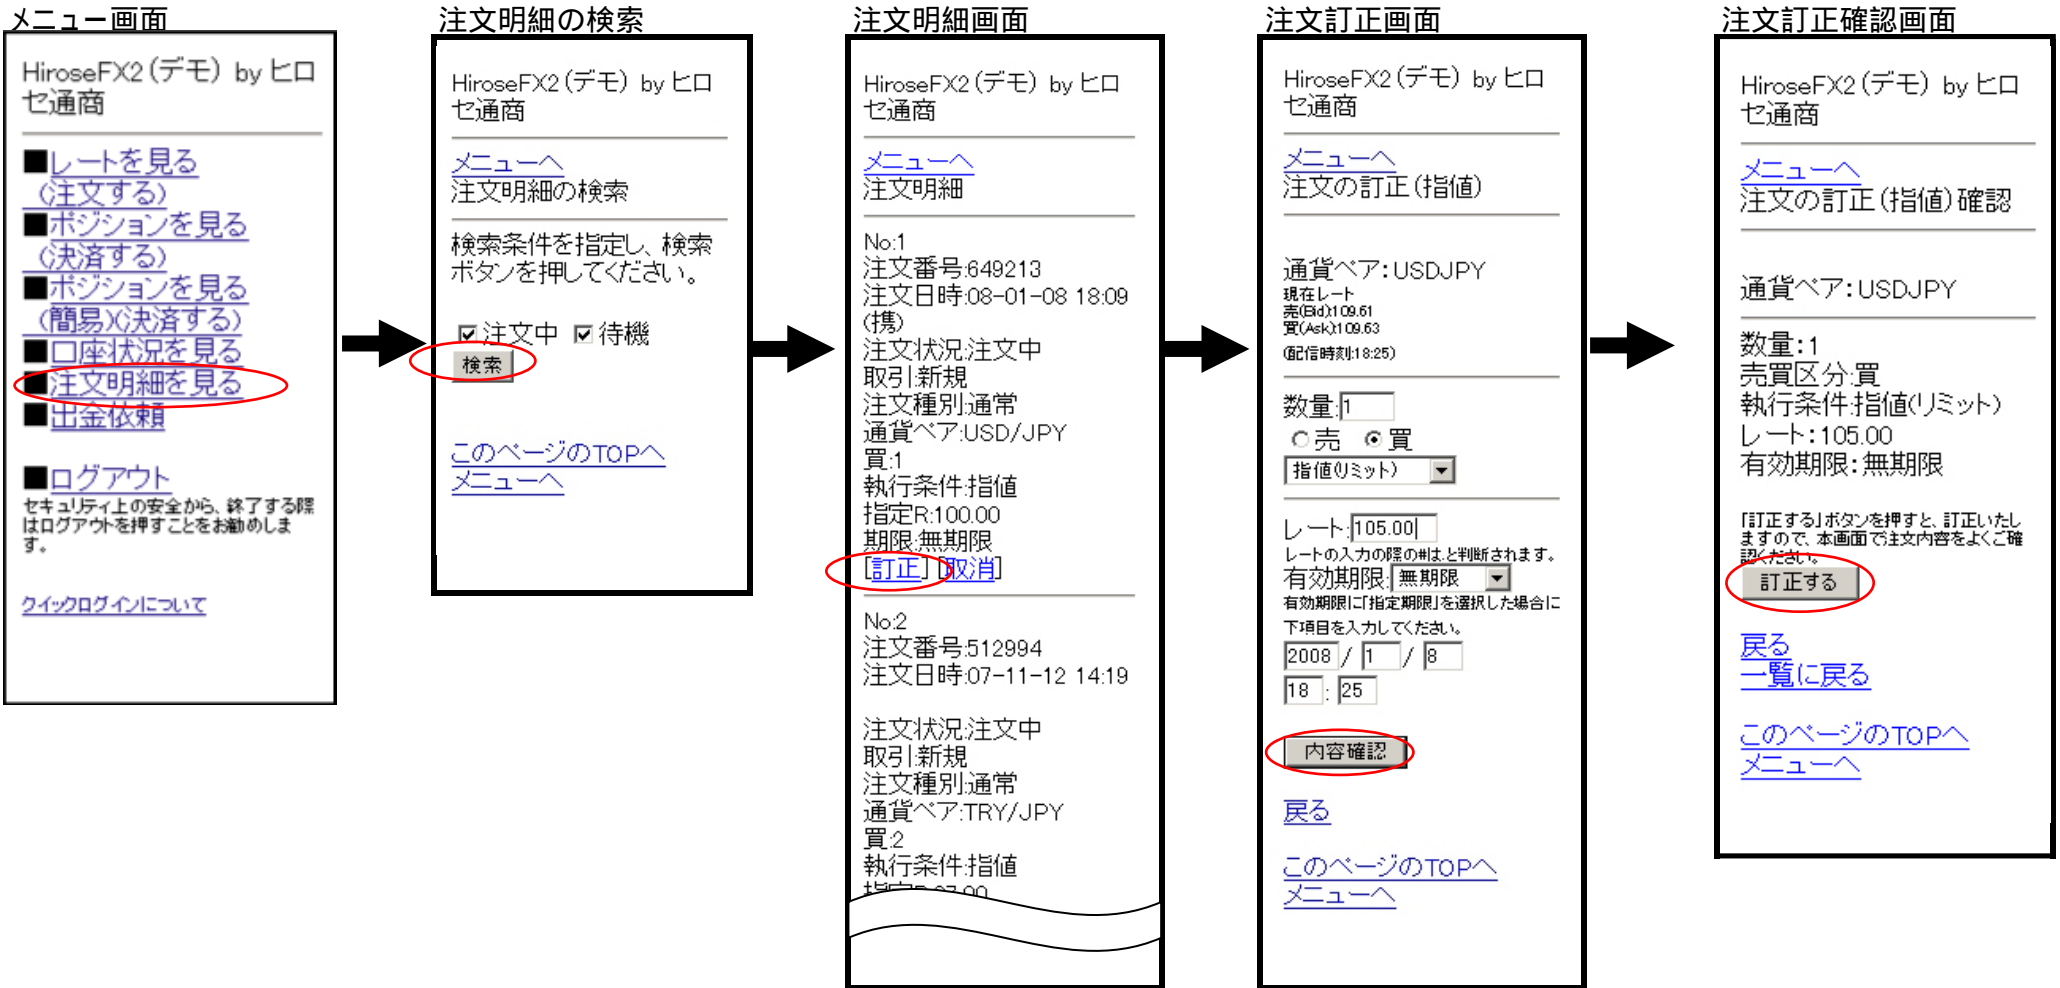 メニュー画面
HiroseFX2(デモ) by ヒロ
セ通商
■レートを見る
(注文する)
■ポジションを見る
(決済する)
■ポジションを見る
(簡易)(決済する)
■口座状況を見る
■注文明細を見る
■出金依頼
■ログアウト
セキュリティ上の安全から、終了する際
はログアウトを押すことをお勧めしま
す。
クイックログインについて
注文明細の検索
HiroseFX2(デモ) by ヒロ
セ通商
メニューへ
注文明細の検索
検索条件を指定し、検索
ボタンを押してください。
注文中 待機
検索
このページのTOPへ
メニューへ
注文明細画面
HiroseFX2(デモ) by ヒロ
セ通商
メニューへ
注文明細
No:1
注文番号:649213
注文日時:08-01-08 18:09
(携)
注文状況:注文中
取引:新規
注文種別:通常
通貨ペア:USD/JPY
買:1
執行条件:指値
指定R:100.00
期限:無期限
[訂正] [取消]
No:2
注文番号:512994
注文日時:07-11-12 14:19
注文状況:注文中
取引:新規
注文種別:通常
通貨ペア:TRY/JPY
買:2
執行条件:指値
注文訂正画面
HiroseFX2(デモ) by ヒロ
セ通商
メニューへ
注文の訂正(指値)
通貨ペア:USDJPY
現在レート
売(Bid):109.61
買(Ask):109.63
(配信時刻:18:25)
数量:1
売 買
指値(リミット)
レート:105.00
レートの入力の際の#は.と判断されます。
有効期限:無期限
有効期限に「指定期限」を選択した場合に
下項目を入力してください。
2008 / 1 / 8
18 : 25
内容確認
戻る
このページのTOPへ
メニューへ
注文訂正確認画面
HiroseFX2(デモ) by ヒロ
セ通商
メニューへ
注文の訂正(指値)確認
通貨ペア:USDJPY
数量:1
売買区分:買
執行条件:指値(リミット)
レート:105.00
有効期限:無期限
「訂正する」ボタンを押すと、訂正いたし
ますので、本画面で注文内容をよくご確
認ください。
訂正する
戻る
一覧に戻る
このページのTOPへ
メニューへ